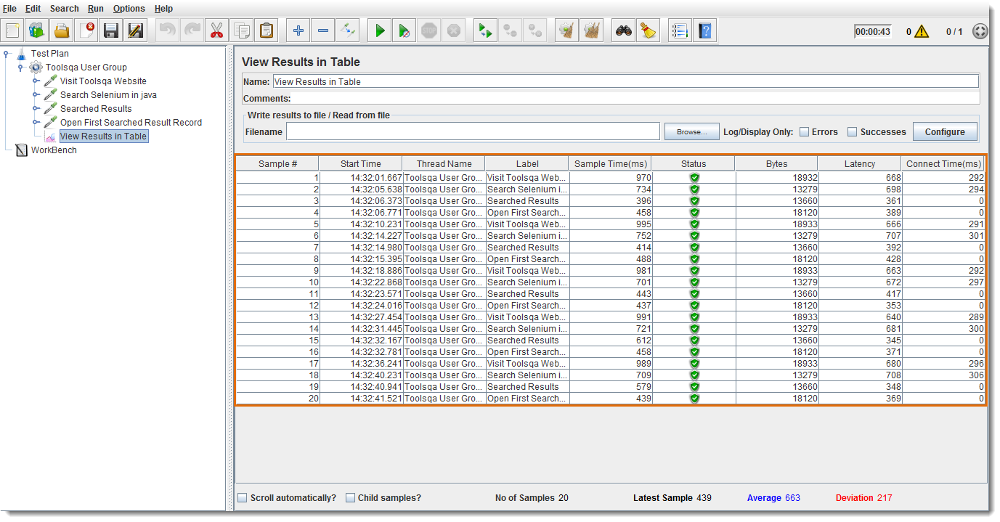 File Edit Search Run Options Help
STOP 00:00:43 0 0 / 1
Test Plan
Toolsqa User Group
Visit Toolsqa Website
Search Selenium in java
Searched Results
Open First Searched Result Record
View Results in Table
WorkBench
View Results in Table
Name: View Results in Table
Comments:
Write results to file / Read from file
Filename Browse... Log/Display Only: Errors Successes Configure
Sample # Start Time Thread Name Label Sample Time(ms) Status Bytes Latency Connect Time(ms)
1 14:32:01.667 Toolsqa User Gro... Visit Toolsqa Web... 970 18932 668 292
2 14:32:05.638 Toolsqa User Gro... Search Selenium i... 734 13279 698 294
3 14:32:06.373 Toolsqa User Gro... Searched Results 396 13660 361 0
4 14:32:06.771 Toolsqa User Gro... Open First Search... 458 18120 389 0
5 14:32:10.231 Toolsqa User Gro... Visit Toolsqa Web... 995 18933 666 291
6 14:32:14.227 Toolsqa User Gro... Search Selenium i... 752 13279 707 301
7 14:32:14.980 Toolsqa User Gro... Searched Results 414 13660 392 0
8 14:32:15.395 Toolsqa User Gro... Open First Search... 488 18120 428 0
9 14:32:18.886 Toolsqa User Gro... Visit Toolsqa Web... 981 18933 663 292
10 14:32:22.868 Toolsqa User Gro... Search Selenium i... 701 13279 672 297
11 14:32:23.571 Toolsqa User Gro... Searched Results 443 13660 417 0
12 14:32:24.016 Toolsqa User Gro... Open First Search... 437 18120 353 0
13 14:32:27.454 Toolsqa User Gro... Visit Toolsqa Web... 991 18933 640 289
14 14:32:31.445 Toolsqa User Gro... Search Selenium i... 721 13279 681 300
15 14:32:32.167 Toolsqa User Gro... Searched Results 612 13660 345 0
16 14:32:32.781 Toolsqa User Gro... Open First Search... 458 18120 371 0
17 14:32:36.241 Toolsqa User Gro... Visit Toolsqa Web... 989 18933 680 296
18 14:32:40.231 Toolsqa User Gro... Search Selenium i... 709 13279 708 306
19 14:32:40.941 Toolsqa User Gro... Searched Results 579 13660 348 0
20 14:32:41.521 Toolsqa User Gro... Open First Search... 439 18120 369 0
Scroll automatically? Child samples? No of Samples 20 Latest Sample 439 Average 663 Deviation 217